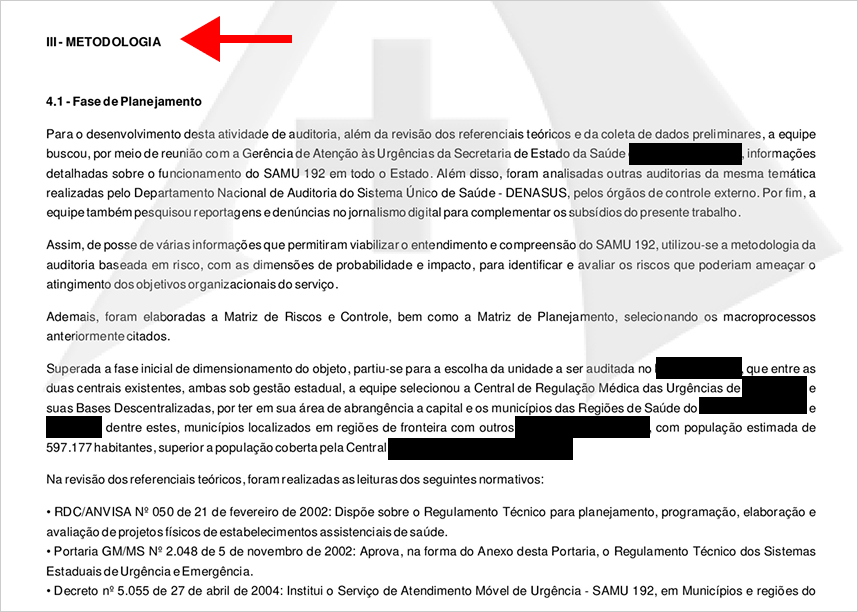 III - METODOLOGIA
4.1 - Fase de Planejamento
Para o desenvolvimento desta atividade de auditoria, além da revisão dos referenciais teóricos e da coleta de dados preliminares, a equipe
buscou, por meio de reunião com a Gerência de Atenção às Urgências da Secretaria de Estado da Saúde , informações
detalhadas sobre o funcionamento do SAMU 192 em todo o Estado. Além disso, foram analisadas outras auditorias da mesma temática
realizadas pelo Departamento Nacional de Auditoria do Sistema Único de Saúde - DENASUS, pelos órgãos de controle externo. Por fim, a
equipe também pesquisou reportagens e denúncias no jornalismo digital para complementar os subsídios do presente trabalho.
Assim, de posse de várias informações que permitiram viabilizar o entendimento e compreensão do SAMU 192, utilizou-se a metodologia da
auditoria baseada em risco, com as dimensões de probabilidade e impacto, para identificar e avaliar os riscos que poderiam ameaçar o
atingimento dos objetivos organizacionais do serviço.
Ademais, foram elaboradas a Matriz de Riscos e Controle, bem como a Matriz de Planejamento, selecionando os macroprocessos
anteriormente citados.
Superada a fase inicial de dimensionamento do objeto, partiu-se para a escolha da unidade a ser auditada no , que entre as
duas centrais existentes, ambas sob gestão estadual, a equipe selecionou a Central de Regulação Médica das Urgências de e
suas Bases Descentralizadas, por ter em sua área de abrangência a capital e os municípios das Regiões de Saúde do e
dentre estes, municípios localizados em regiões de fronteira com outros , com população estimada de
597.177 habitantes, superior a população coberta pela Central
Na revisão dos referenciais teóricos, foram realizadas as leituras dos seguintes normativos:
• RDC/ANVISA Nº 050 de 21 de fevereiro de 2002: Dispõe sobre o Regulamento Técnico para planejamento, programação, elaboração e
avaliação de projetos físicos de estabelecimentos assistenciais de saúde.
• Portaria GM/MS Nº 2.048 de 5 de novembro de 2002: Aprova, na forma do Anexo desta Portaria, o Regulamento Técnico dos Sistemas
Estaduais de Urgência e Emergência.
• Decreto nº 5.055 de 27 de abril de 2004: Institui o Serviço de Atendimento Móvel de Urgência - SAMU 192, em Municípios e regiões do